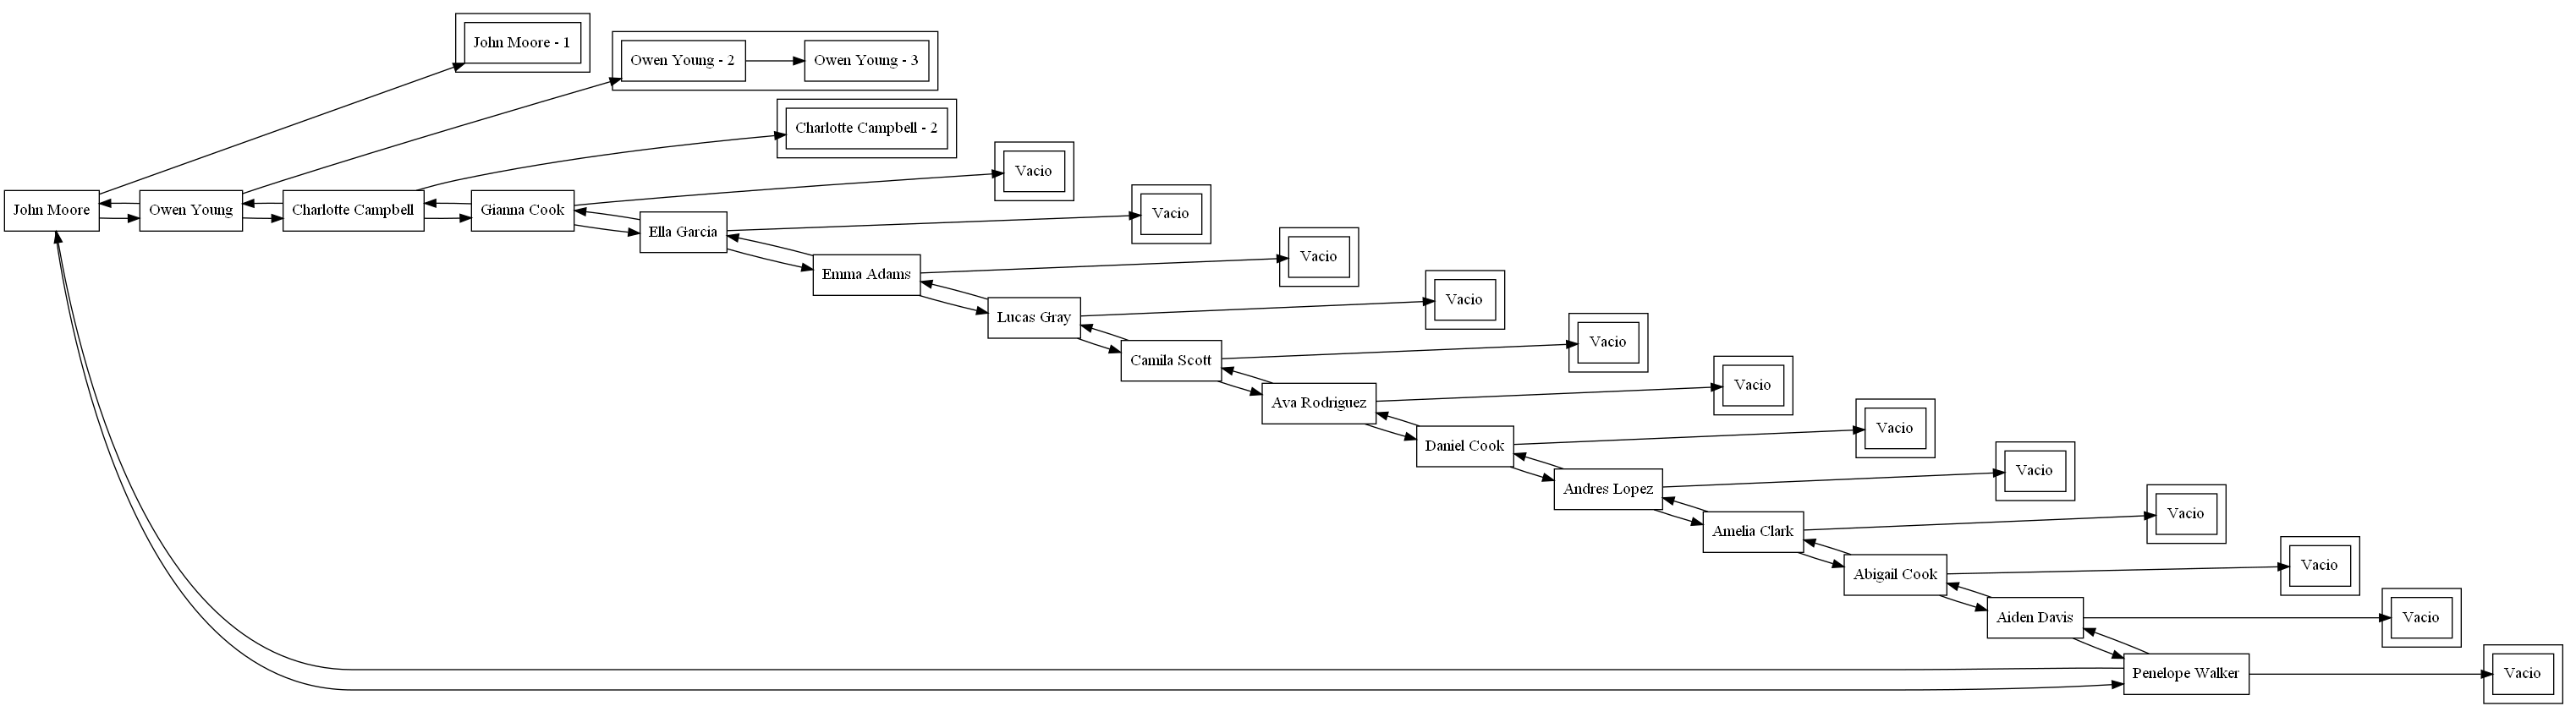 John Moore - 1
Owen Young - 2
Owen Young - 3
Charlotte Campbell - 2
Vacio
John Moore
Owen Young
Charlotte Campbell
Gianna Cook
Vacio
Ella Garcia
Vacio
Emma Adams
Vacio
Lucas Gray
Vacio
Camila Scott
Vacio
Ava Rodriguez
Vacio
Daniel Cook
Vacio
Andres Lopez
Vacio
Amelia Clark
Vacio
Abigail Cook
Vacio
Aiden Davis
Vacio
Penelope Walker
Vacio